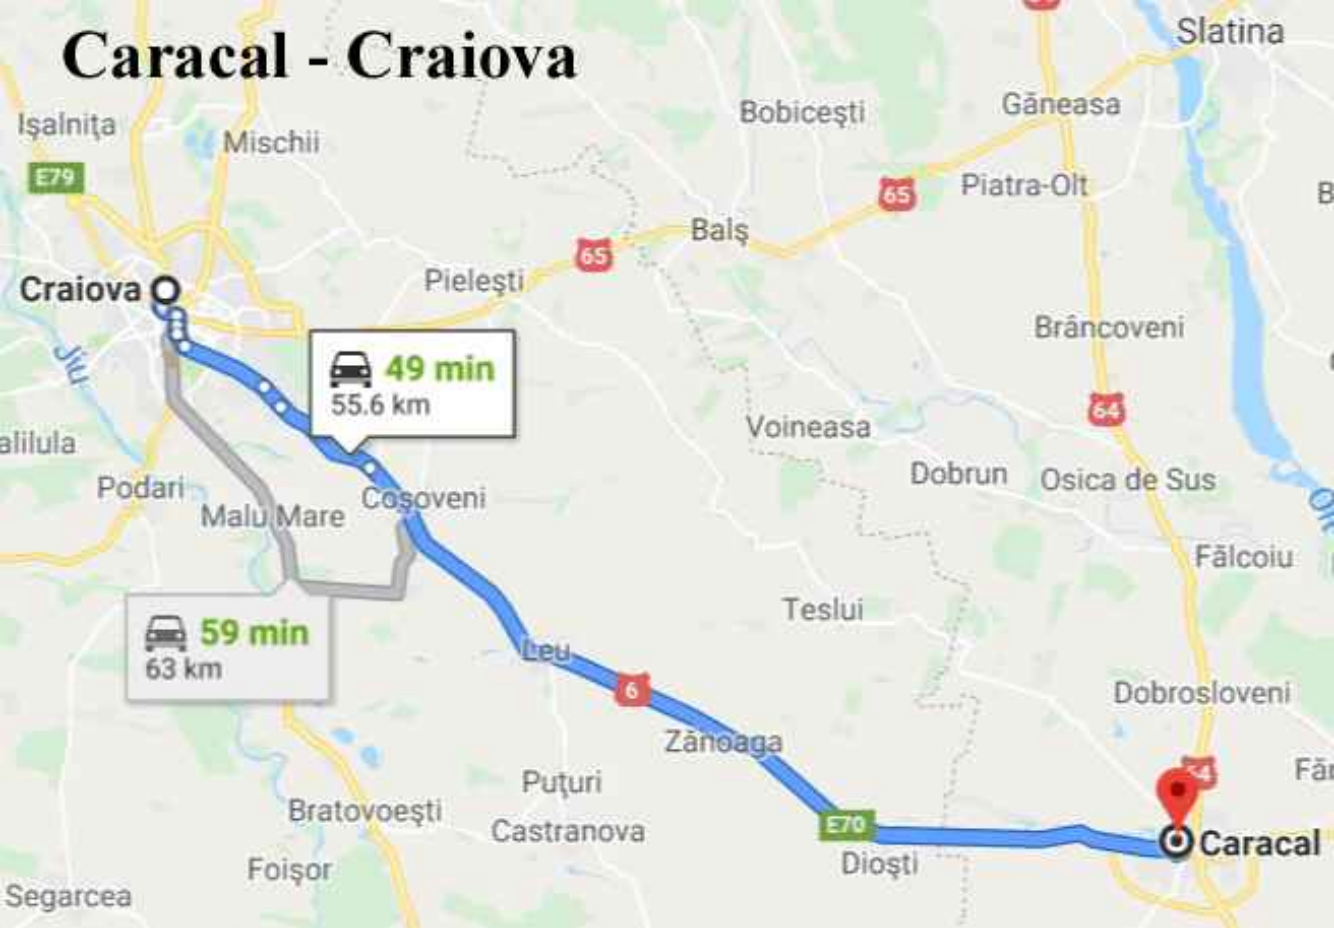 Caracal - Craiova
Slatina
Işalniţa
Mischii
Bobiceşti
Găneasa
E79
65
Piatra-Olt
Balş
65
Pieleşti
Craiova
Jiu
Brâncoveni
49 min
55.6 km
64
Voineasa
alilula
Dobrun
Osica de Sus
Podari
Coşoveni
Malu Mare
Fălcoiu
Teslui
59 min
63 km
Leu
6
Dobrosloveni
Zănoaga
Puţuri
Bratovoeşti
Castranova
E70
Caracal
Dioşti
Foişor
Segarcea